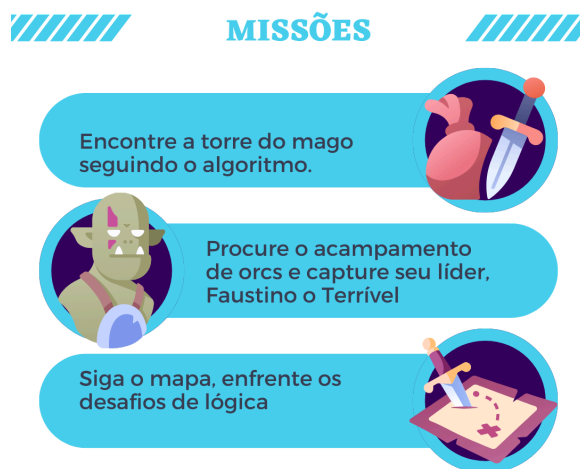 MISSÕES
Encontre a torre do mago
seguindo o algoritmo.
Procure o acampamento
de orcs e capture seu líder,
Faustino o Terrível
Siga o mapa, enfrente os
desafios de lógica